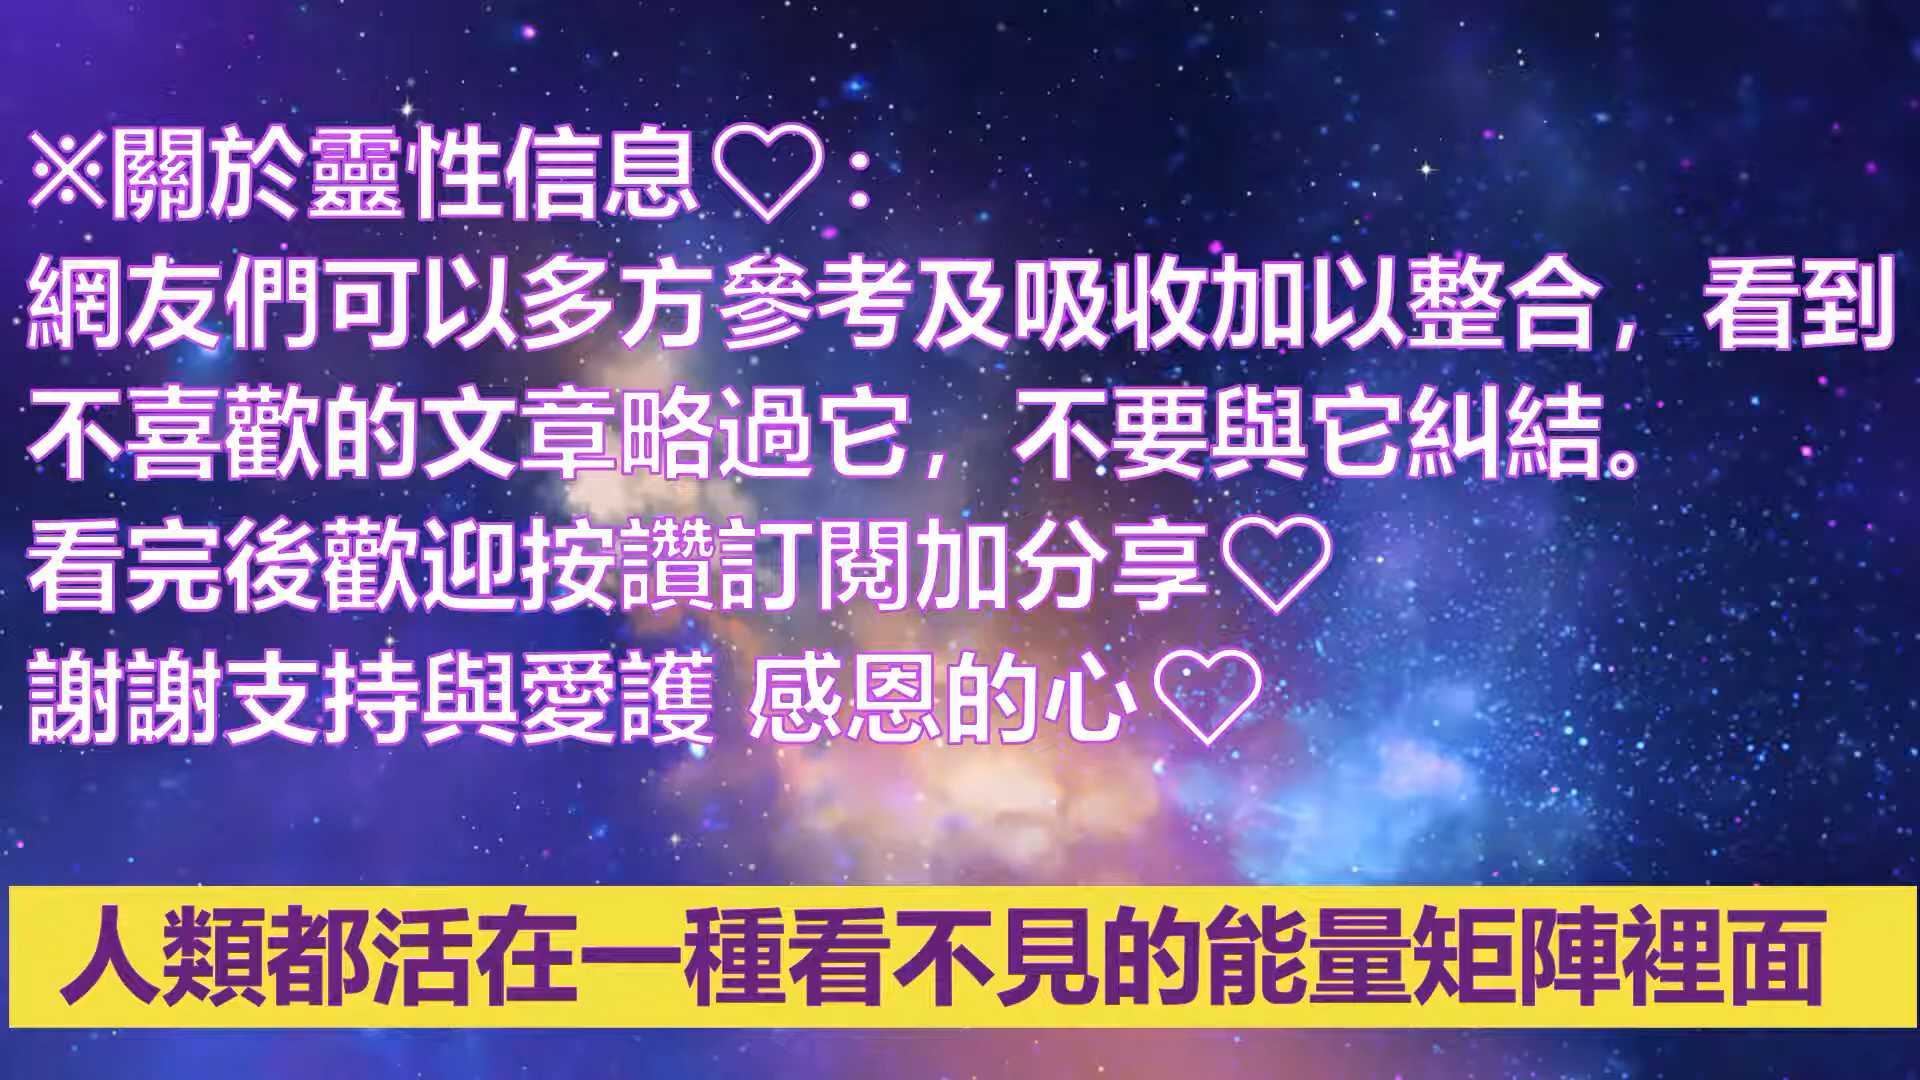 ※關於靈性信息♡：
網友們可以多方參考及吸收加以整合，看到
不喜歡的文章略過它，不要與它糾結。
看完後歡迎按讚訂閱加分享♡
謝謝支持與愛護 感恩的心♡
人類都活在一種看不見的能量矩陣裡面